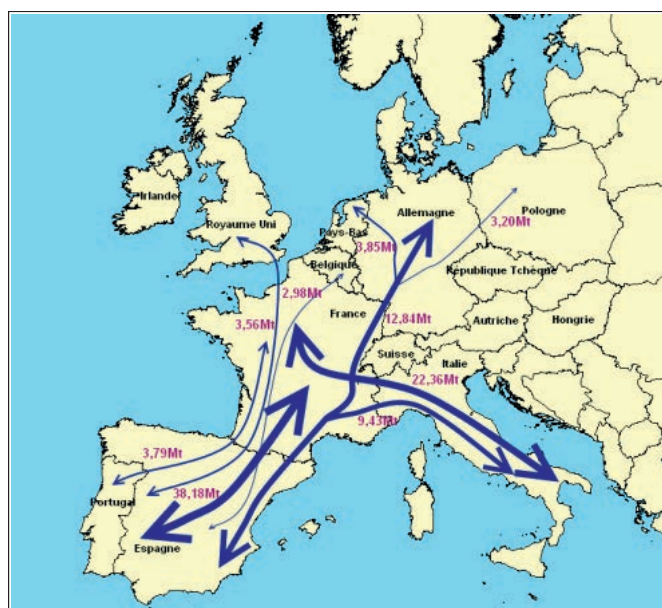 Irlande
Royaume Uni
Pays-Bas
Allemagne
Pologne
3,20Mt
3,85Mt
Belgique
République Tchèque
2,98Mt
3,56Mt
France
12,84Mt
Autriche
Hongrie
Suisse
Italie
22,36Mt
9,43Mt
3,79Mt
38,18Mt
Portugal
Espagne